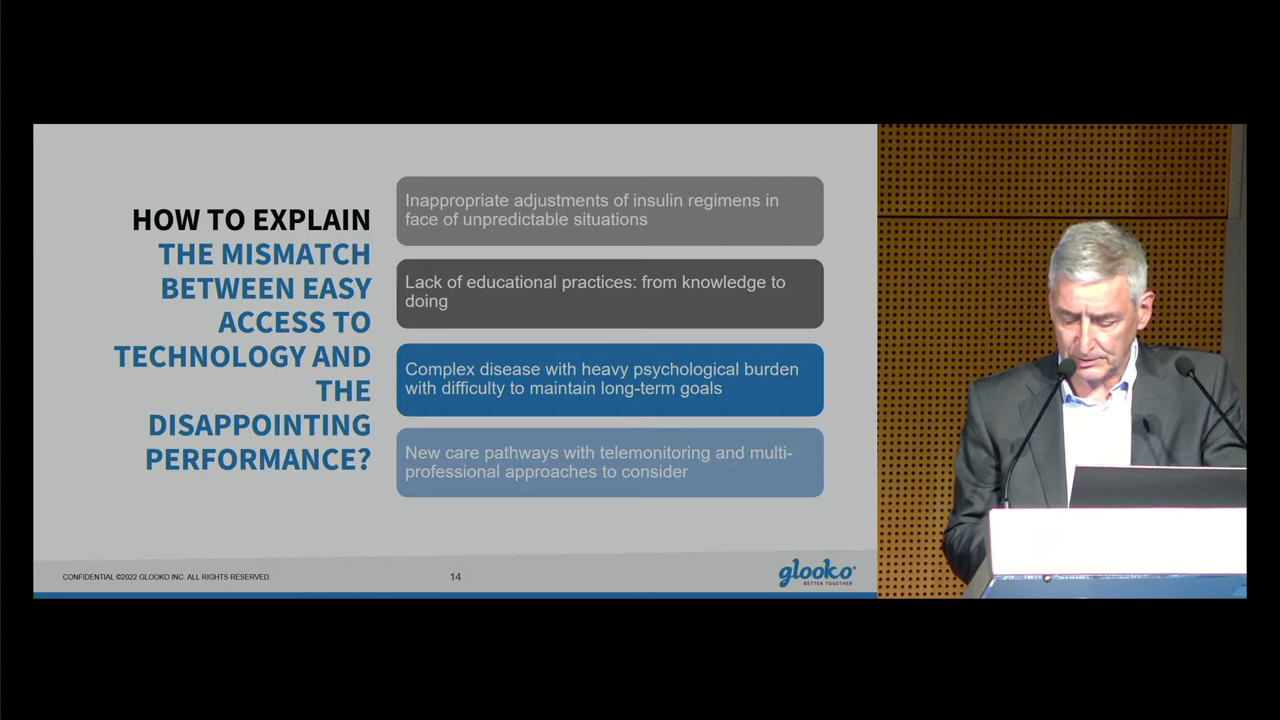 HOW TO EXPLAIN
THE MISMATCH
BETWEEN EASY
ACCESS TO
TECHNOLOGY AND
THE
DISAPPOINTING
PERFORMANCE?
Inappropriate adjustments of insulin regimens in
face of unpredictable situations
Lack of educational practices: from knowledge to
doing
Complex disease with heavy psychological burden
with difficulty to maintain long-term goals
New care pathways with telemonitoring and multi-
professional approaches to consider
CONFIDENTIAL ©2022 GLOOKO INC. ALL RIGHTS RESERVED.
14
glooko®
BETTER TOGETHER